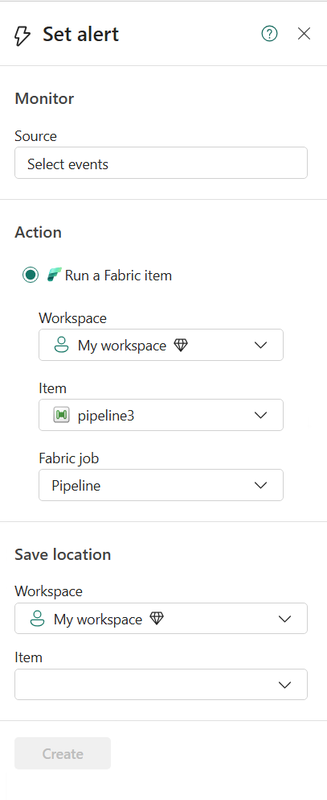 Set alert
Monitor
Source
Select events
Action
Run a Fabric item
Workspace
My workspace
Item
pipeline3
Fabric job
Pipeline
Save location
Workspace
My workspace
Item
Create